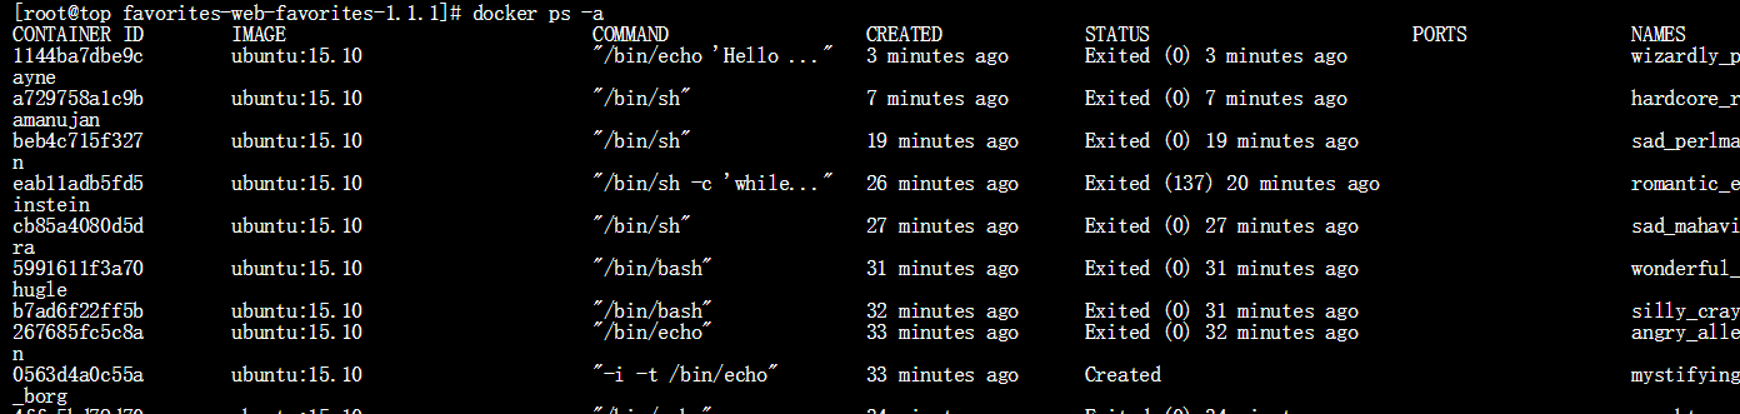 [root@top favorites-web-favorites-1.1.1]# docker ps -a
CONTAINER ID IMAGE COMMAND CREATED STATUS PORTS NAMES
1144ba7dbe9c ubuntu:15.10 "/bin/echo 'Hello ..." 3 minutes ago Exited (0) 3 minutes ago wizardly_p
ayne
a729758a1c9b ubuntu:15.10 "/bin/sh" 7 minutes ago Exited (0) 7 minutes ago hardcore_r
amanujan
beb4c715f327 ubuntu:15.10 "/bin/sh" 19 minutes ago Exited (0) 19 minutes ago sad_perlma
n
eab11adb5fd5 ubuntu:15.10 "/bin/sh -c 'while..." 26 minutes ago Exited (137) 20 minutes ago romantic_e
instein
cb85a4080d5d ubuntu:15.10 "/bin/sh" 27 minutes ago Exited (0) 27 minutes ago sad_mahavi
ra
5991611f3a70 ubuntu:15.10 "/bin/bash" 31 minutes ago Exited (0) 31 minutes ago wonderful_
hugle
b7ad6f22ff5b ubuntu:15.10 "/bin/bash" 32 minutes ago Exited (0) 31 minutes ago silly_cray
267685fc5c8a ubuntu:15.10 "/bin/echo" 33 minutes ago Exited (0) 32 minutes ago angry_alle
n
0563d4a0c55a ubuntu:15.10 "-i -t /bin/echo" 33 minutes ago Created mystifying
_borg